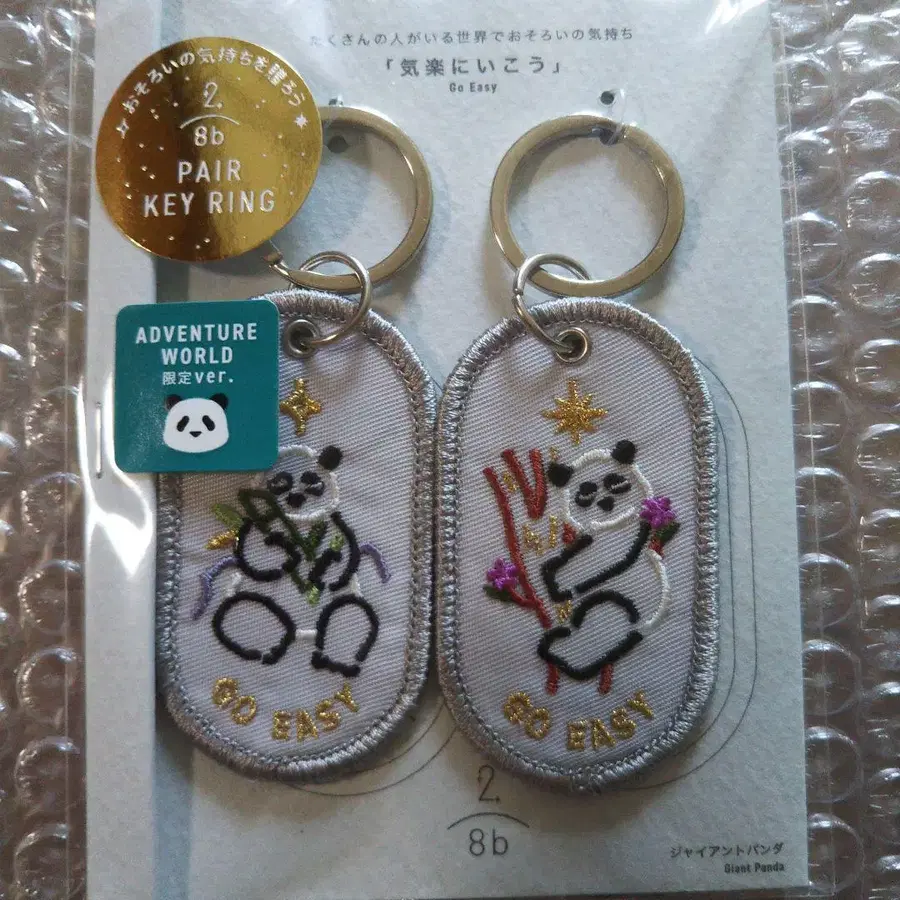 たくさんの人がいる世界でおそろいの気持ち
「気楽にいこう」
Go Easy
おそろいの気持ちを贈ろう
2.
8b
PAIR
KEY RING
ADVENTURE
WORLD
限定ver.
GO EASY
GO EASY
2.
8b
ジャイアントパンダ
Giant Panda